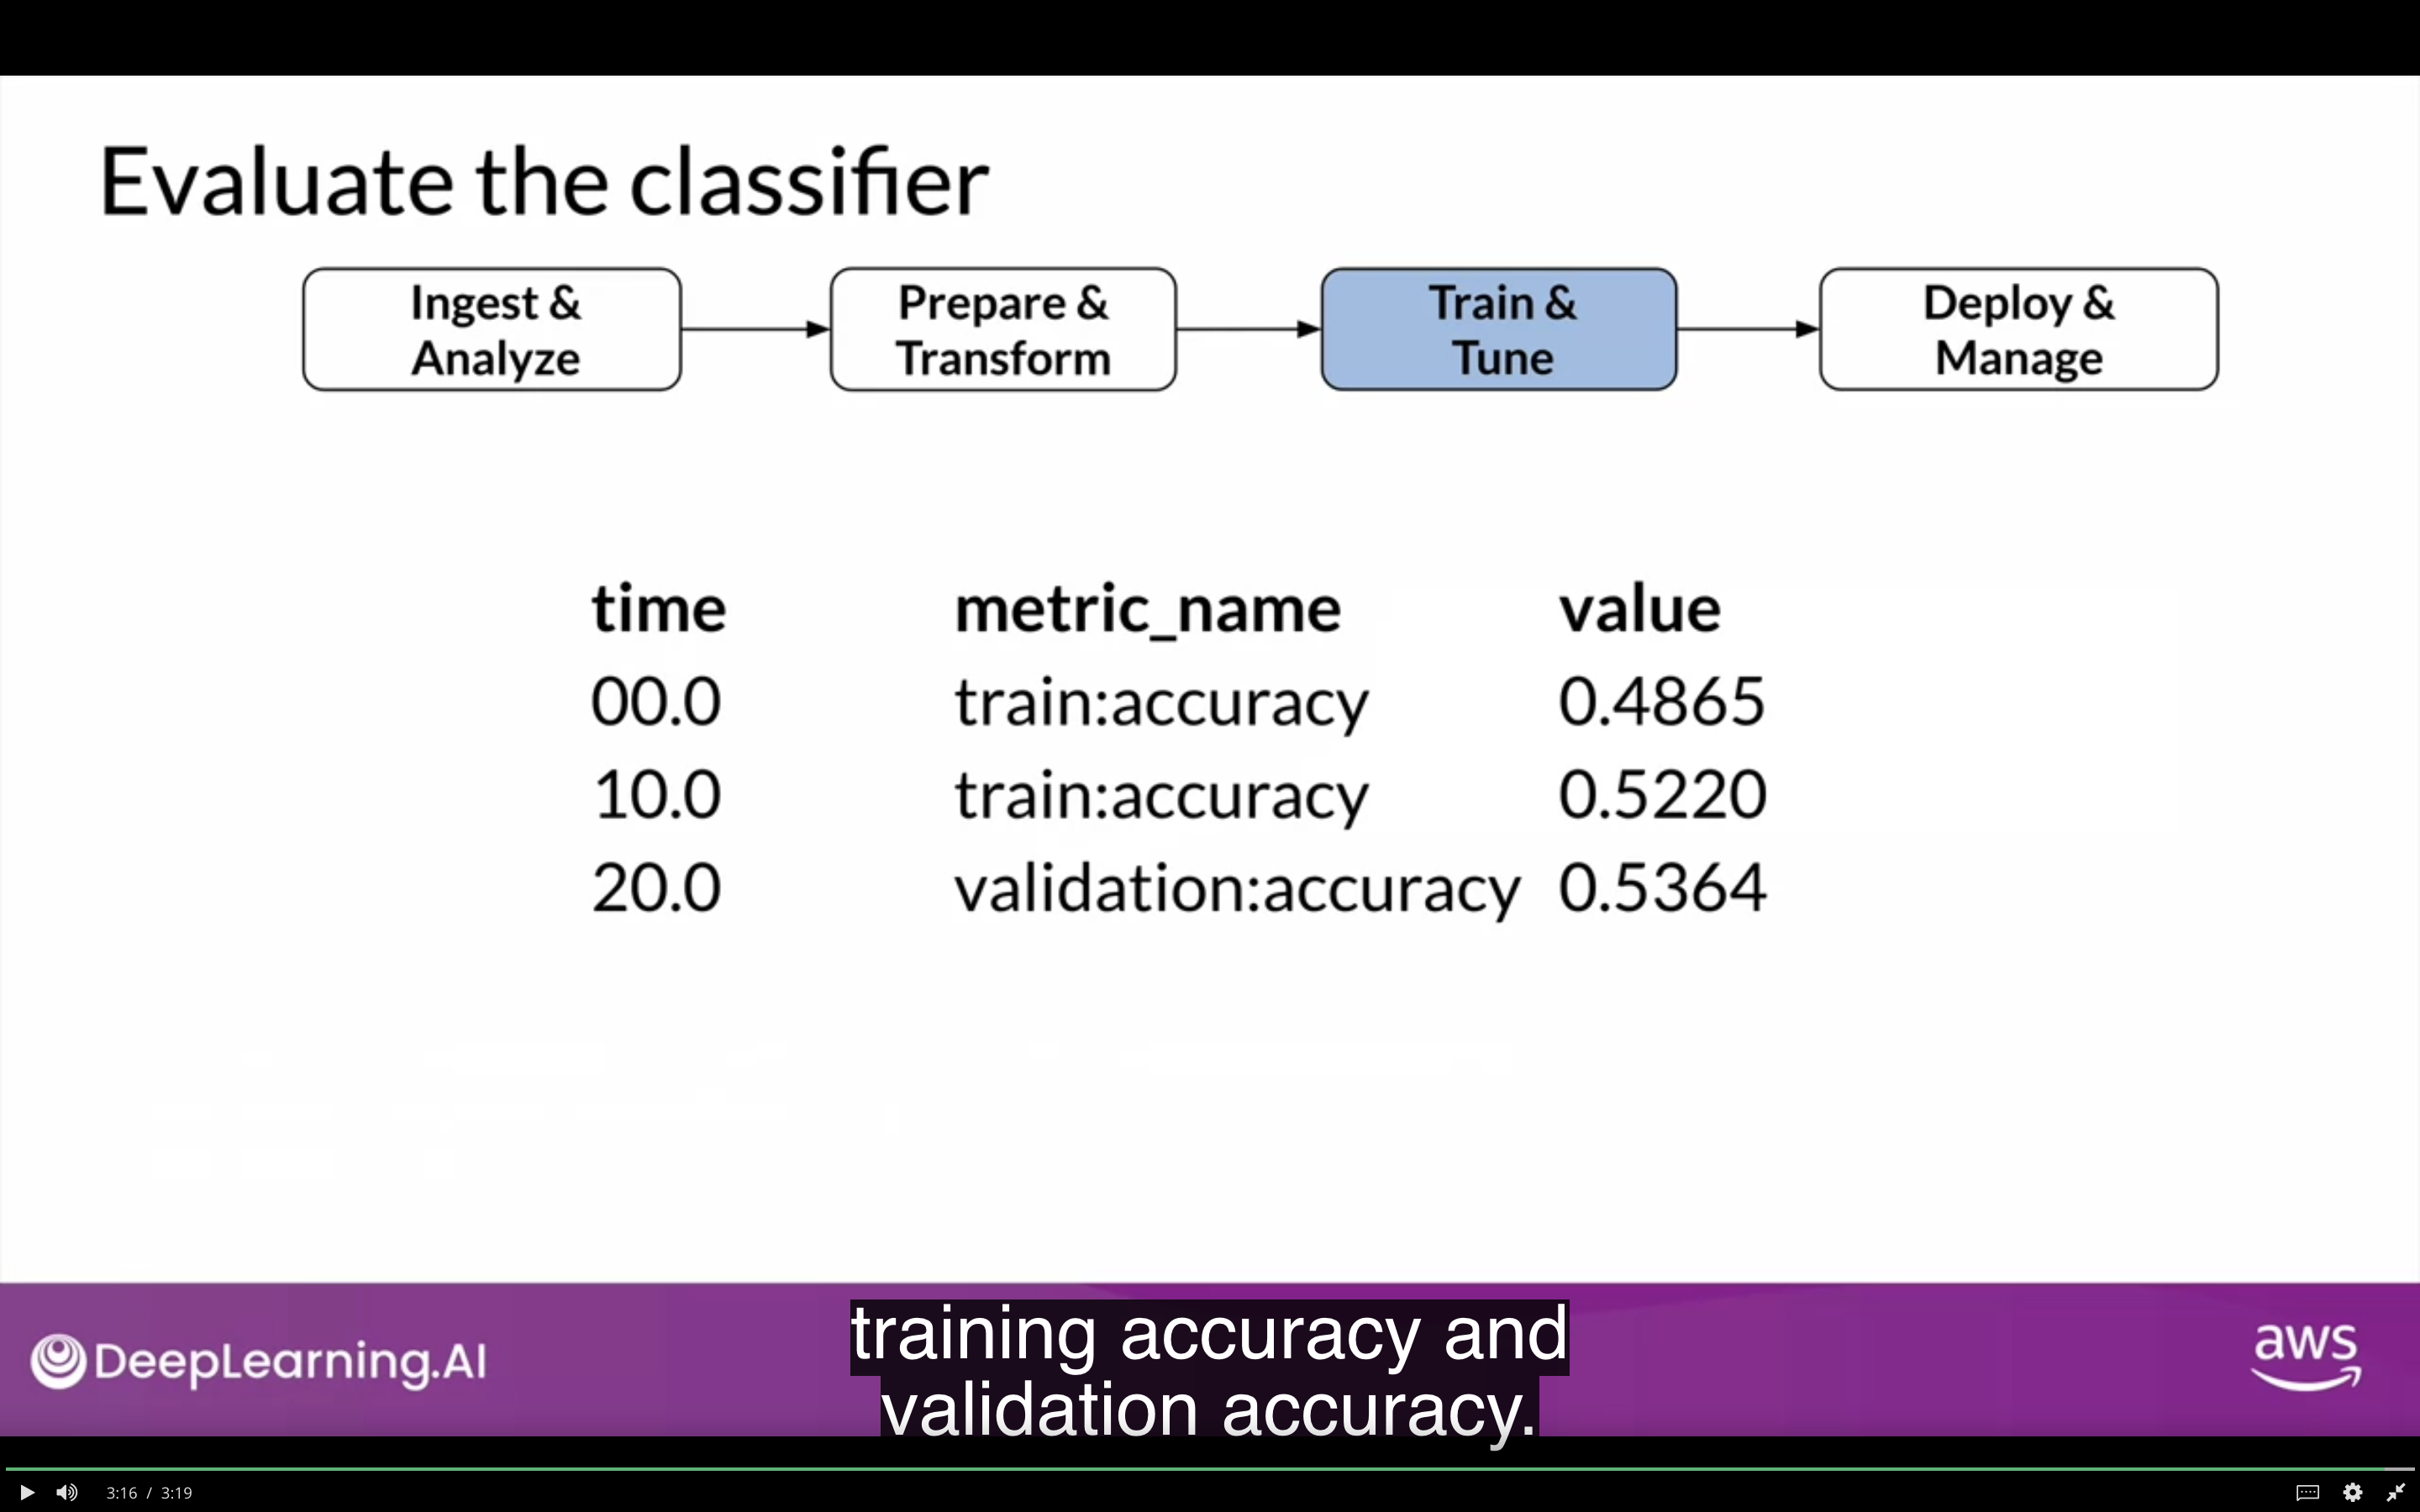 Evaluate the classifier
Ingest &
Analyze
Prepare &
Transform
Train &
Tune
Deploy &
Manage
time metric_name value
00.0 train:accuracy 0.4865
10.0 train:accuracy 0.5220
20.0 validation:accuracy 0.5364
DeepLearning.AI
training accuracy and
validation accuracy.
aws
3:16 / 3:19